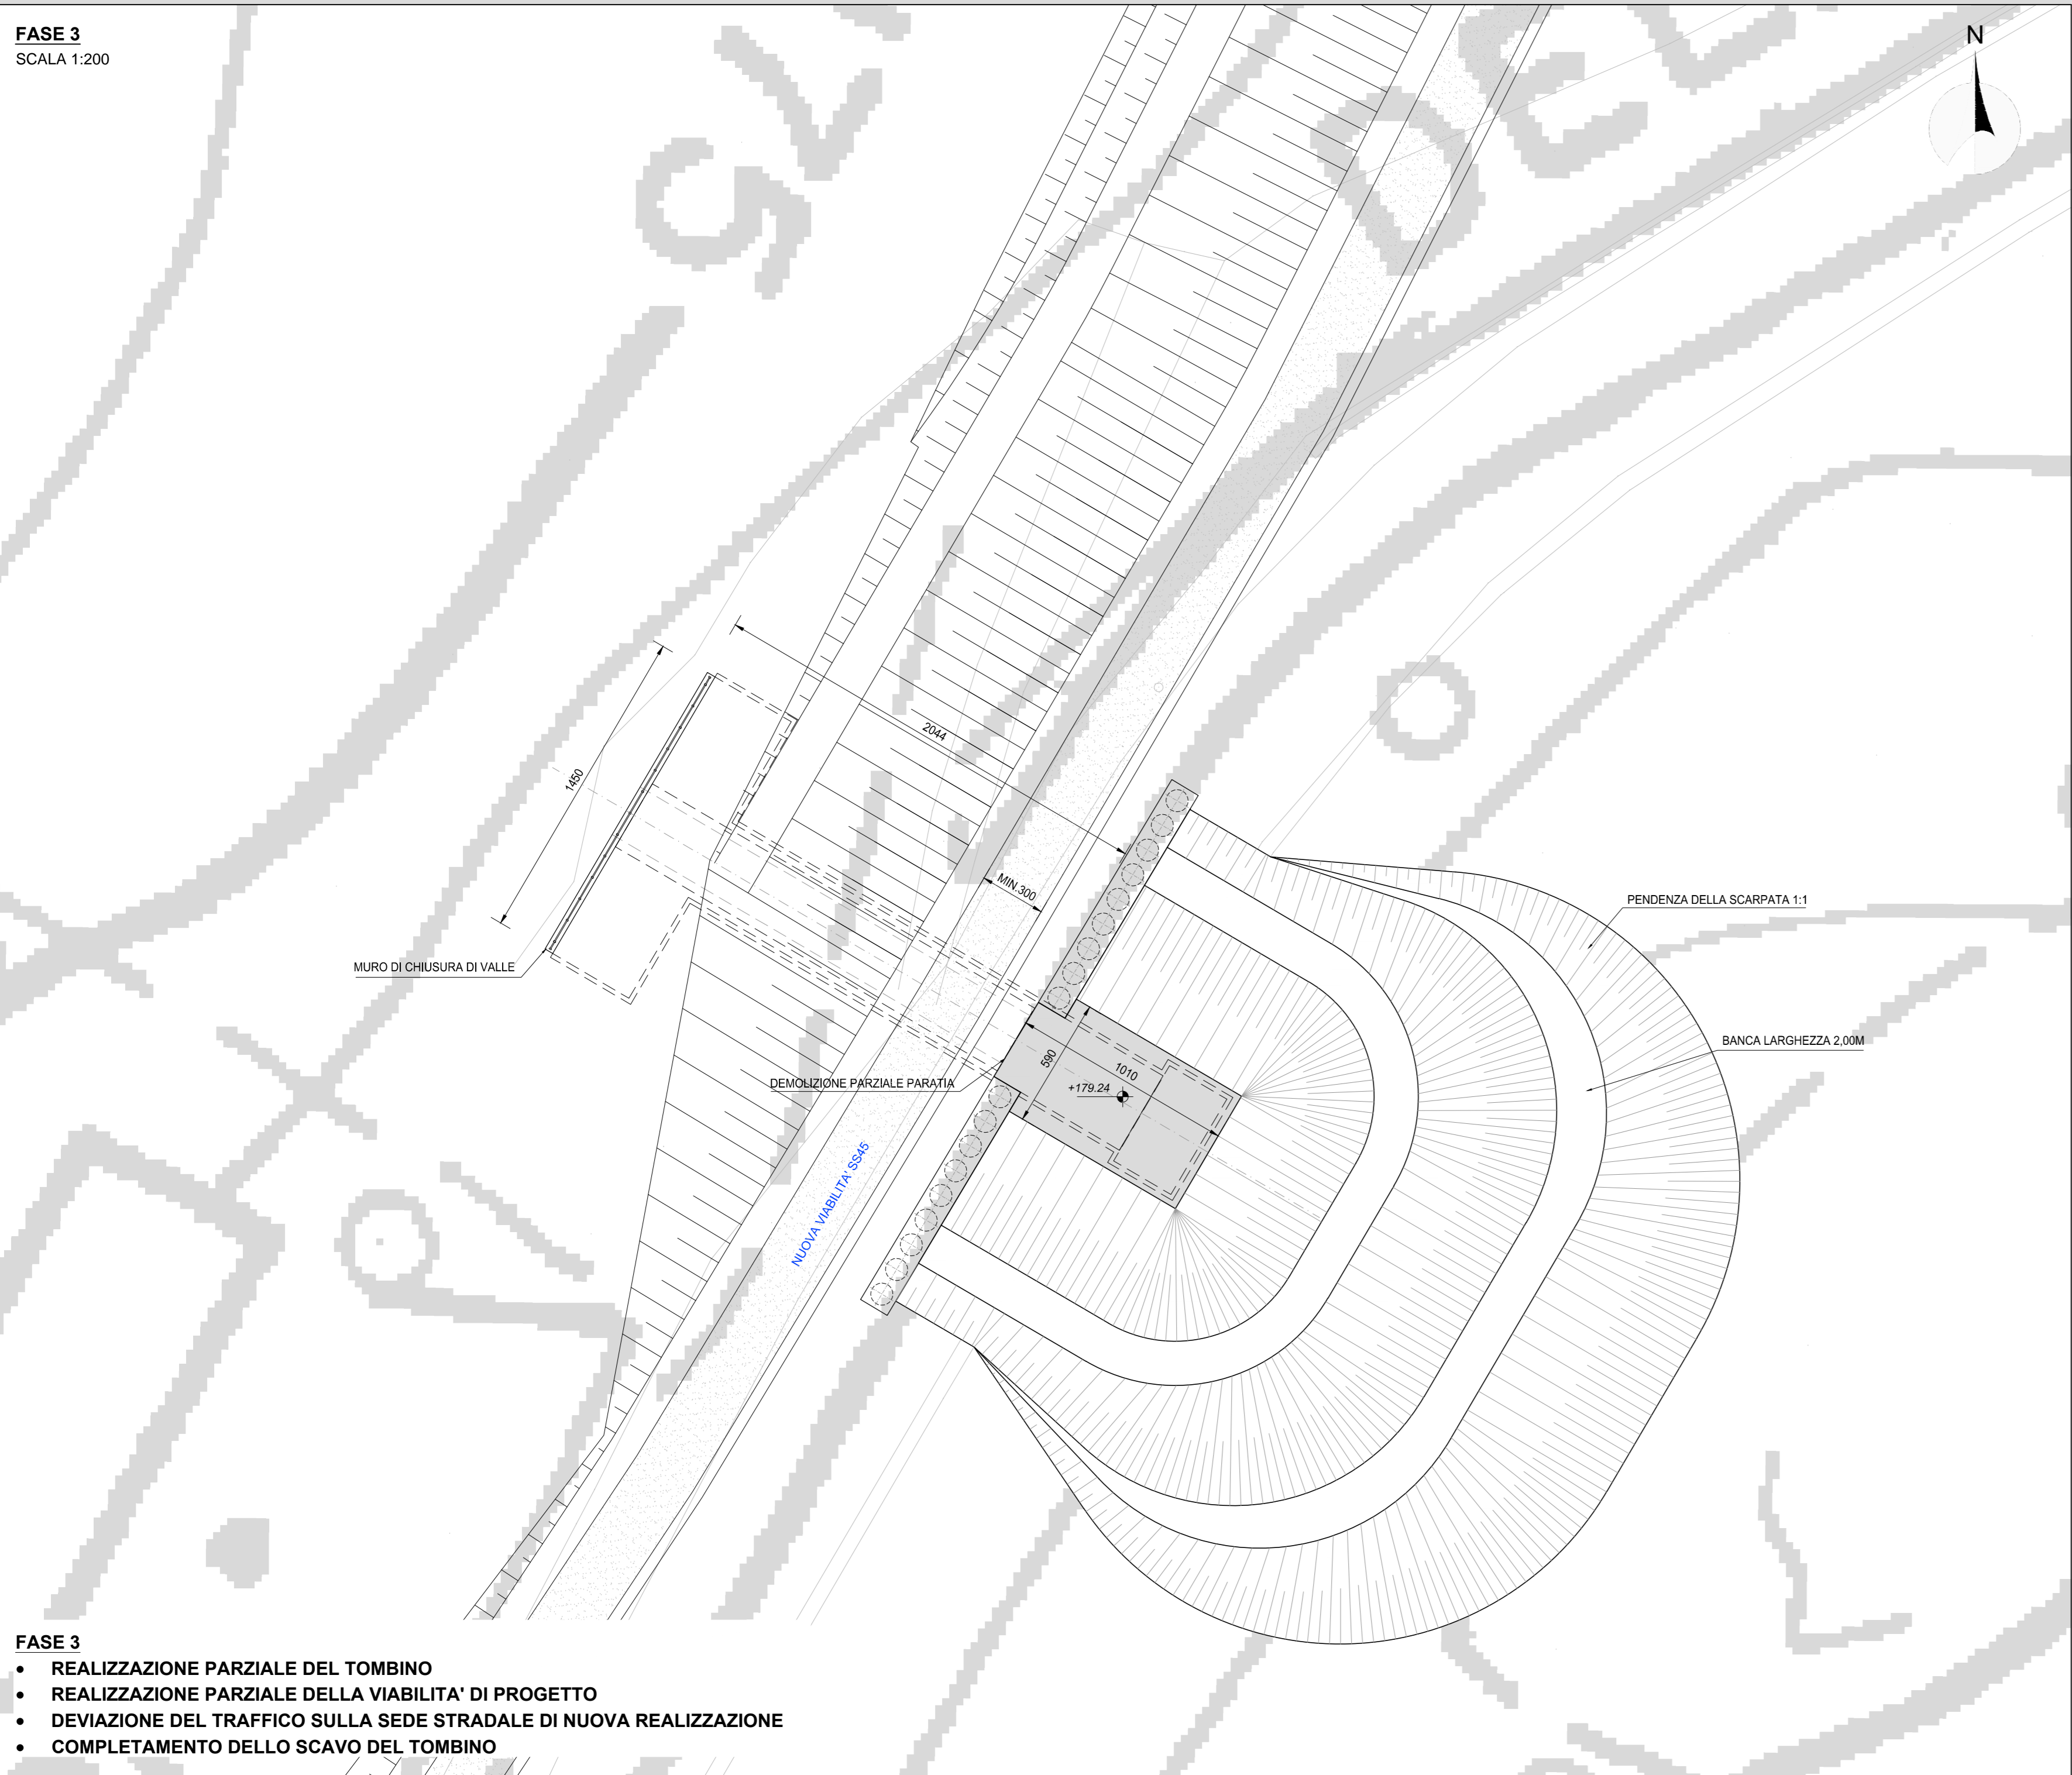 FASE 3
SCALA 1:200
N
2044
1450
MIN.300
PENDENZA DELLA SCARPATA 1:1
MURO DI CHIUSURA DI VALLE
BANCA LARGHEZZA 2,00M
590
1010
+179.24
DEMOLIZIONE PARZIALE PARATIA
NUOVA VIABILITA' SS45
FASE 3
• REALIZZAZIONE PARZIALE DEL TOMBINO
• REALIZZAZIONE PARZIALE DELLA VIABILITA' DI PROGETTO
• DEVIAZIONE DEL TRAFFICO SULLA SEDE STRADALE DI NUOVA REALIZZAZIONE
• COMPLETAMENTO DELLO SCAVO DEL TOMBINO